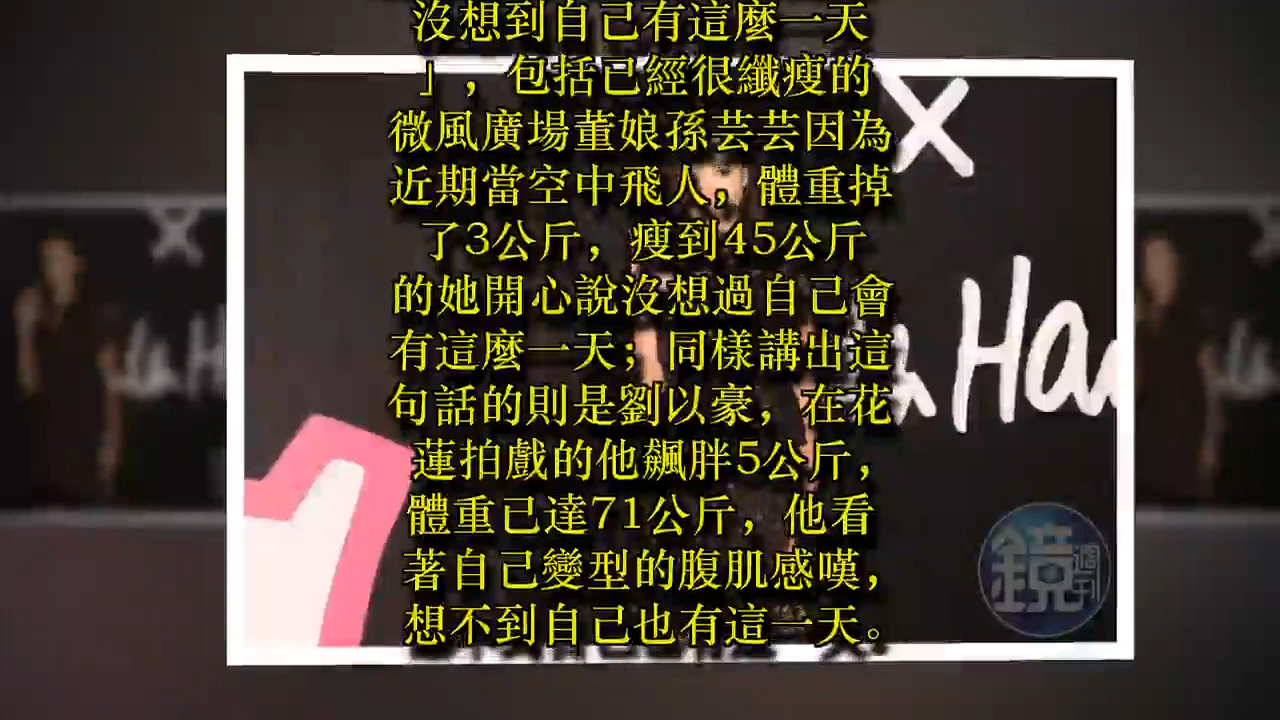 沒想到自己有這麼一天
」，包括已經很纖瘦的
微風廣場董娘孫芸芸因為
近期當空中飛人，體重掉
了3公斤，瘦到45公斤
的她開心說沒想過自己會
有這麼一天；同樣講出這
句話的則是劉以豪，在花
蓮拍戲的他飆胖5公斤，
體重已達71公斤，他看
著自己變型的腹肌感嘆，
想不到自己也有這一天。
X
Ha
鏡週刊